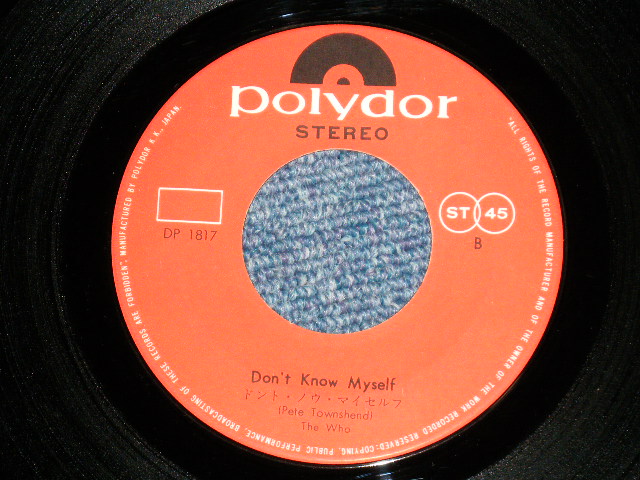 polydor
STEREO
DP 1817
ST 45
B
Don't Know Myself
ドント・ノウ・マイセルフ
(Pete Townshend)
The Who
"ALL RIGHTS OF THE RECORD MANUFACTURER AND OF THE OWNER OF THE WORK REPRODUCED RESERVED:COPYING, PUBLIC PERFORMANCE, BROADCASTING OF THESE RECORDS ARE FORBIDDEN", MANUFACTURED BY POLYDOR K.K., JAPAN.